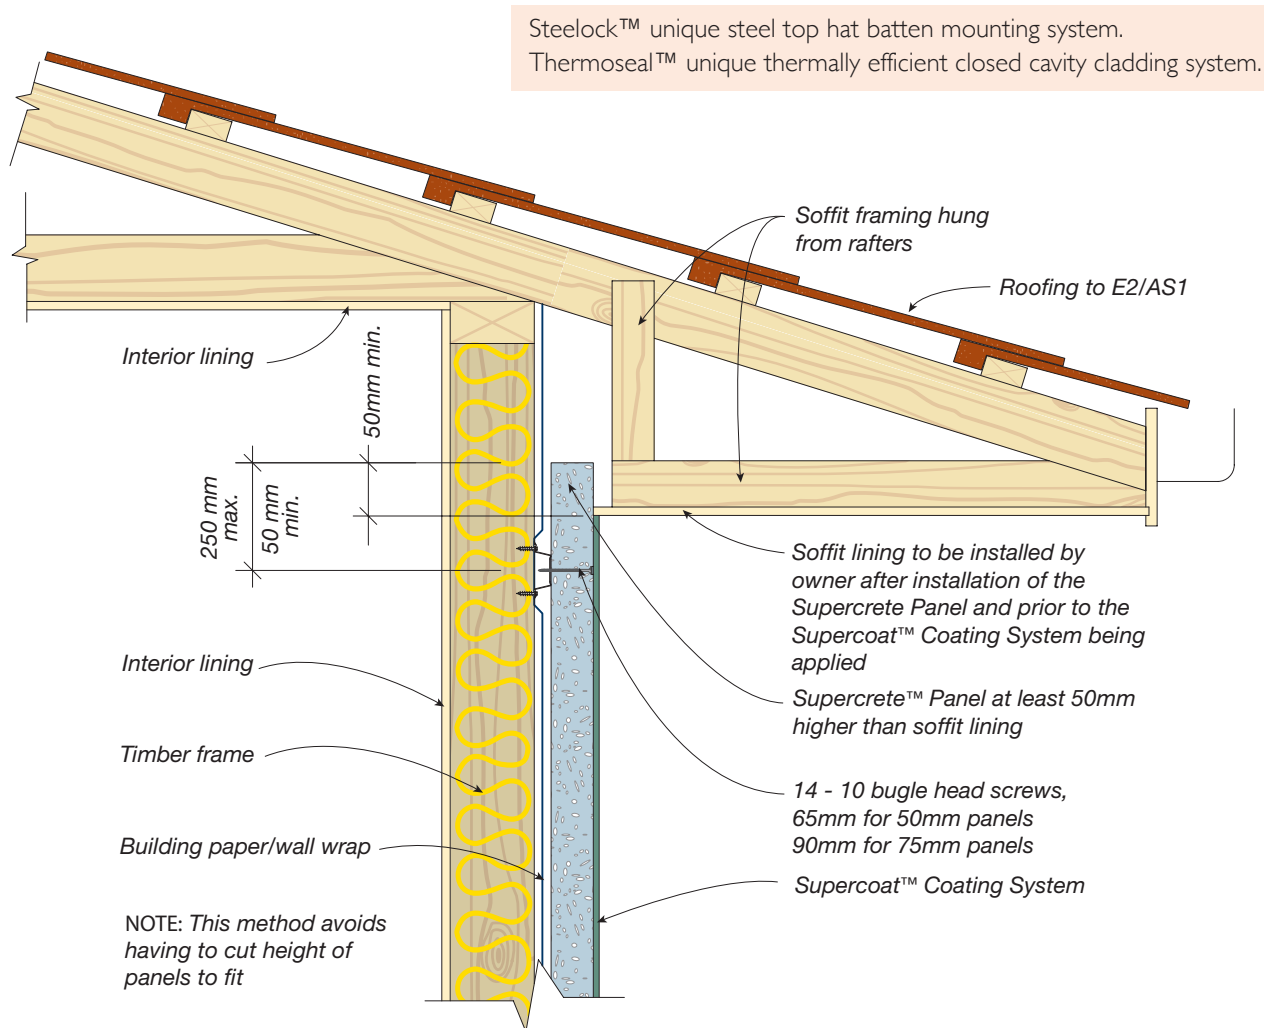 Steelock™ unique steel top hat batten mounting system.
Thermoseal™ unique thermally efficient closed cavity cladding system.
Soffit framing hung
from rafters
Roofing to E2/AS1
Interior lining
50mm min.
250 mm
max.
50 mm
min.
Soffit lining to be installed by
owner after installation of the
Supercrete Panel and prior to the
Supercoat™ Coating System being
applied
Interior lining
Supercrete™ Panel at least 50mm
higher than soffit lining
Timber frame
14 - 10 bugle head screws,
65mm for 50mm panels
90mm for 75mm panels
Building paper/wall wrap
Supercoat™ Coating System
NOTE: This method avoids
having to cut height of
panels to fit